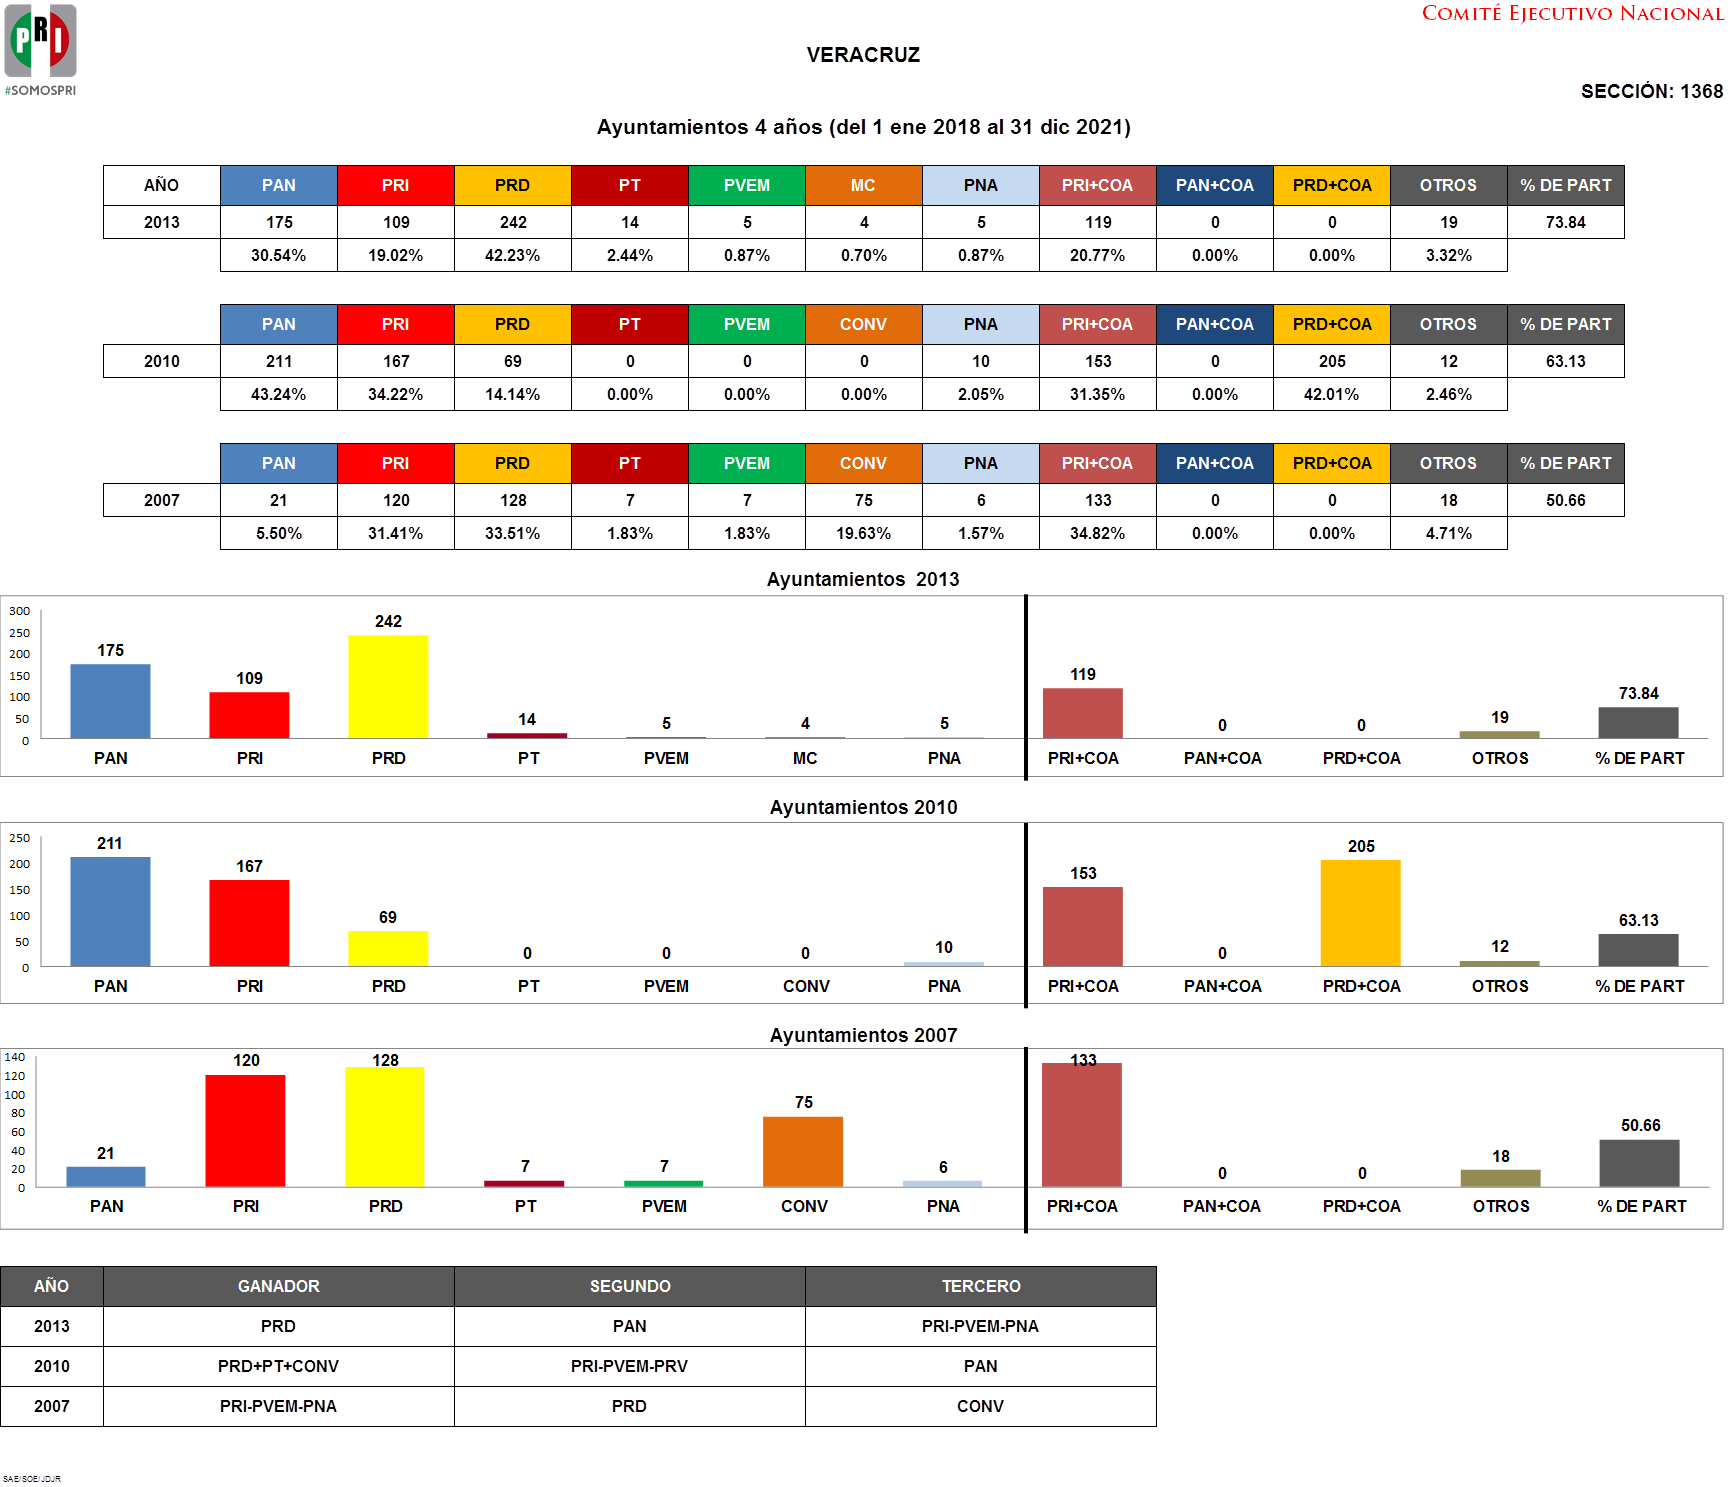 PRI
#SOMOSPRI
COMITÉ EJECUTIVO NACIONAL
VERACRUZ
SECCIÓN: 1368
Ayuntamientos 4 años (del 1 ene 2018 al 31 dic 2021)
AÑO PAN PRI PRD PT PVEM MC PNA PRI+COA PAN+COA PRD+COA OTROS % DE PART
2013 175 109 242 14 5 4 5 119 0 0 19 73.84
30.54% 19.02% 42.23% 2.44% 0.87% 0.70% 0.87% 20.77% 0.00% 0.00% 3.32%
PAN PRI PRD PT PVEM CONV PNA PRI+COA PAN+COA PRD+COA OTROS % DE PART
2010 211 167 69 0 0 0 10 153 0 205 12 63.13
43.24% 34.22% 14.14% 0.00% 0.00% 0.00% 2.05% 31.35% 0.00% 42.01% 2.46%
PAN PRI PRD PT PVEM CONV PNA PRI+COA PAN+COA PRD+COA OTROS % DE PART
2007 21 120 128 7 7 75 6 133 0 0 18 50.66
5.50% 31.41% 33.51% 1.83% 1.83% 19.63% 1.57% 34.82% 0.00% 0.00% 4.71%
Ayuntamientos 2013
300
250
200
150
100
50
0
175 109 242 14 5 4 5 119 0 0 19 73.84
PAN PRI PRD PT PVEM MC PNA PRI+COA PAN+COA PRD+COA OTROS % DE PART
Ayuntamientos 2010
250
200
150
100
50
0
211 167 69 0 0 0 10 153 0 205 12 63.13
PAN PRI PRD PT PVEM CONV PNA PRI+COA PAN+COA PRD+COA OTROS % DE PART
Ayuntamientos 2007
140
120
100
80
60
40
20
0
21 120 128 7 7 75 6 133 0 0 18 50.66
PAN PRI PRD PT PVEM CONV PNA PRI+COA PAN+COA PRD+COA OTROS % DE PART
AÑO GANADOR SEGUNDO TERCERO
2013 PRD PAN PRI-PVEM-PNA
2010 PRD+PT+CONV PRI-PVEM-PRV PAN
2007 PRI-PVEM-PNA PRD CONV
SAE/SOE/JDJR